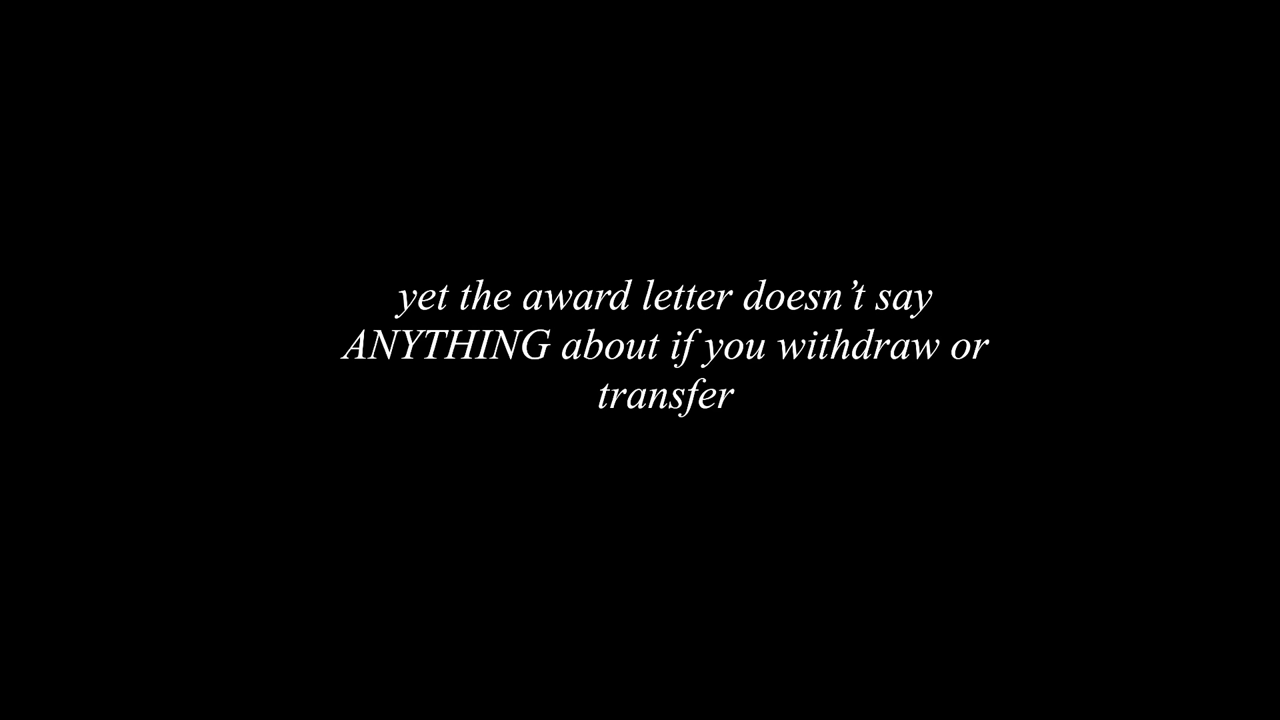 yet the award letter doesn’t say
ANYTHING about if you withdraw or
transfer